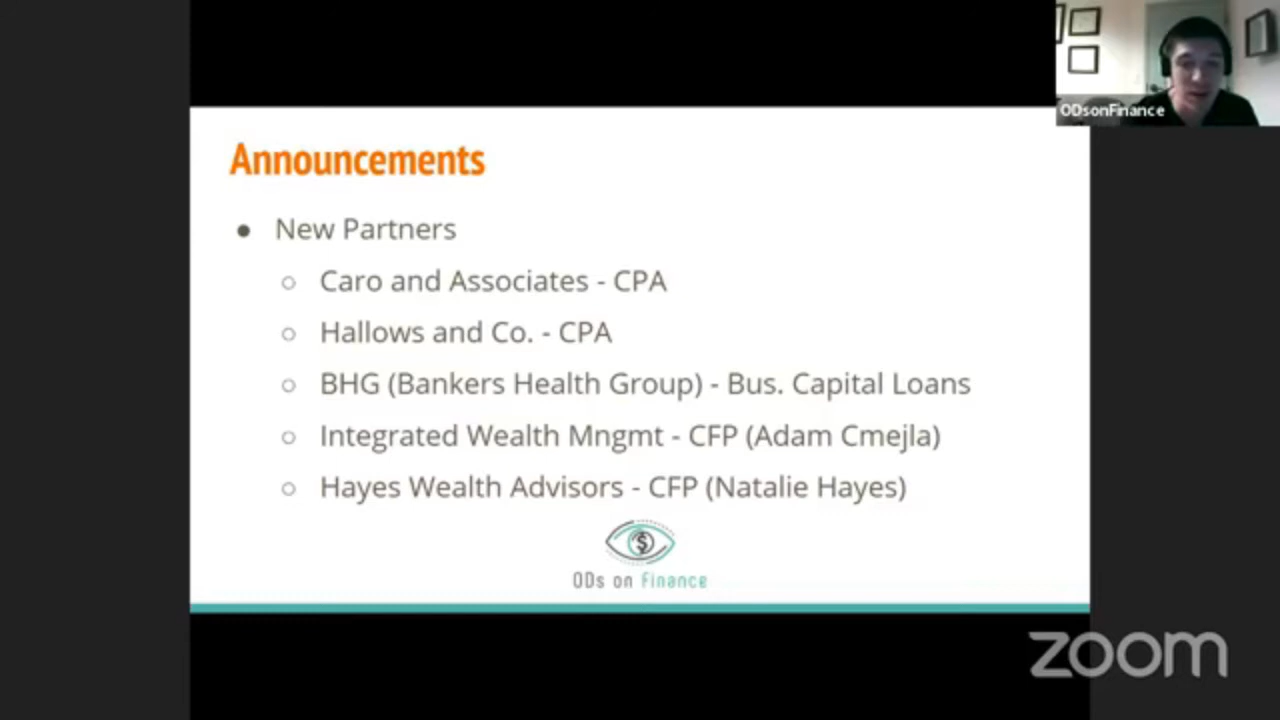 ODsonFinance
Announcements
● New Partners
○ Caro and Associates - CPA
○ Hallows and Co. - CPA
○ BHG (Bankers Health Group) - Bus. Capital Loans
○ Integrated Wealth Mngmt - CFP (Adam Cmejla)
○ Hayes Wealth Advisors - CFP (Natalie Hayes)
$
ODs on Finance
zoom